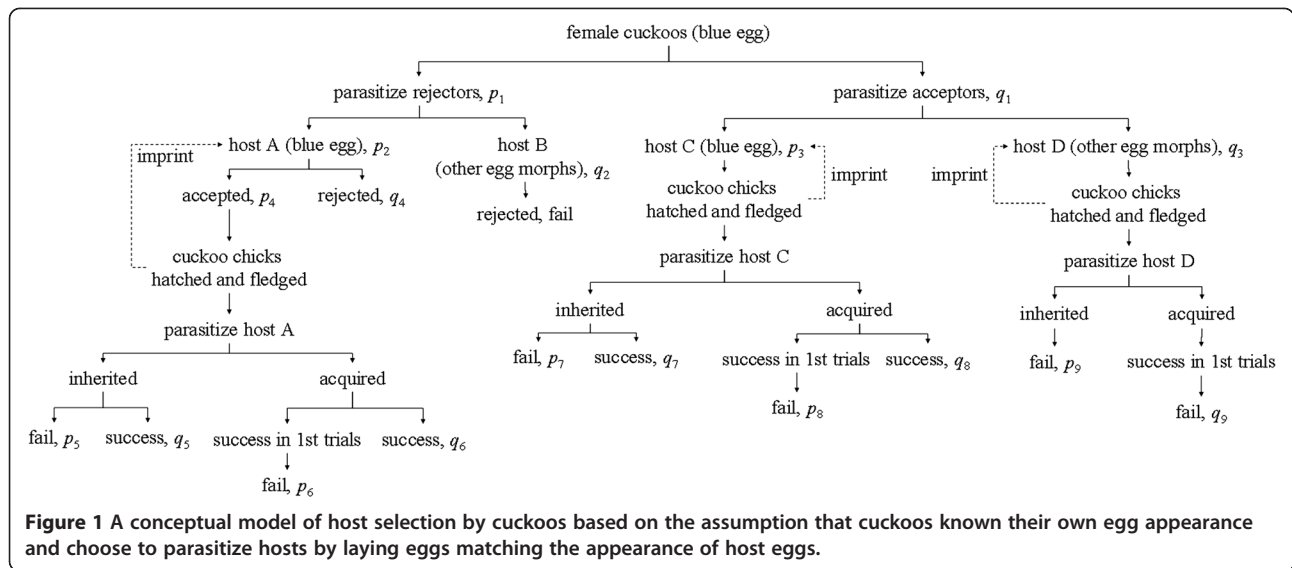 female cuckoos (blue egg)
parasitize rejectors, p1
parasitize acceptors, q1
imprint
host A (blue egg), p2
host B
(other egg morphs), q2
host C (blue egg), p3
imprint
imprint
host D (other egg morphs), q3
accepted, p4
rejected, q4
rejected, fail
cuckoo chicks
hatched and fledged
cuckoo chicks
hatched and fledged
cuckoo chicks
hatched and fledged
parasitize host C
parasitize host D
parasitize host A
inherited
acquired
inherited
acquired
fail, p7
success, q7
success in 1st trials
success, q8
fail, p9
success in 1st trials
inherited
acquired
fail, p8
fail, q9
fail, p5
success, q5
success in 1st trials
success, q6
fail, p6
Figure 1 A conceptual model of host selection by cuckoos based on the assumption that cuckoos known their own egg appearance
and choose to parasitize hosts by laying eggs matching the appearance of host eggs.